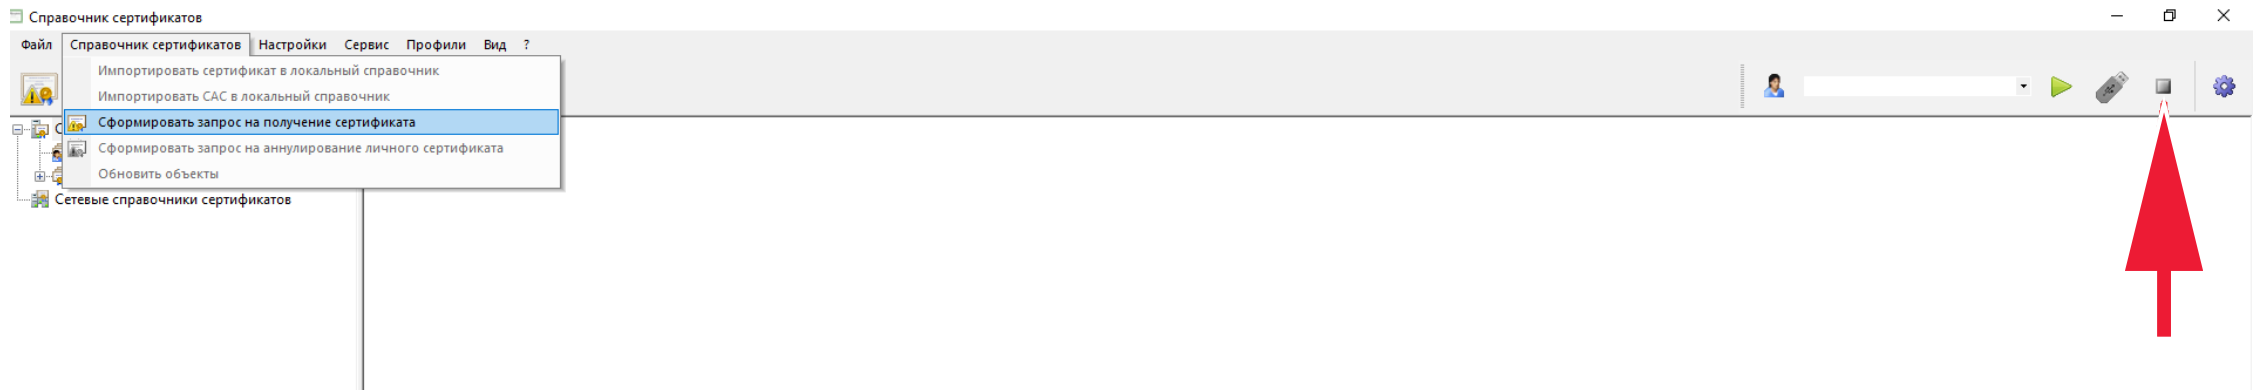 Справочник сертификатов
Файл Справочник сертификатов Настройки Сервис Профили Вид ?
Импортировать сертификат в локальный справочник
Импортировать САС в локальный справочник
Сформировать запрос на получение сертификата
Сформировать запрос на аннулирование личного сертификата
Обновить объекты
Сетевые справочники сертификатов